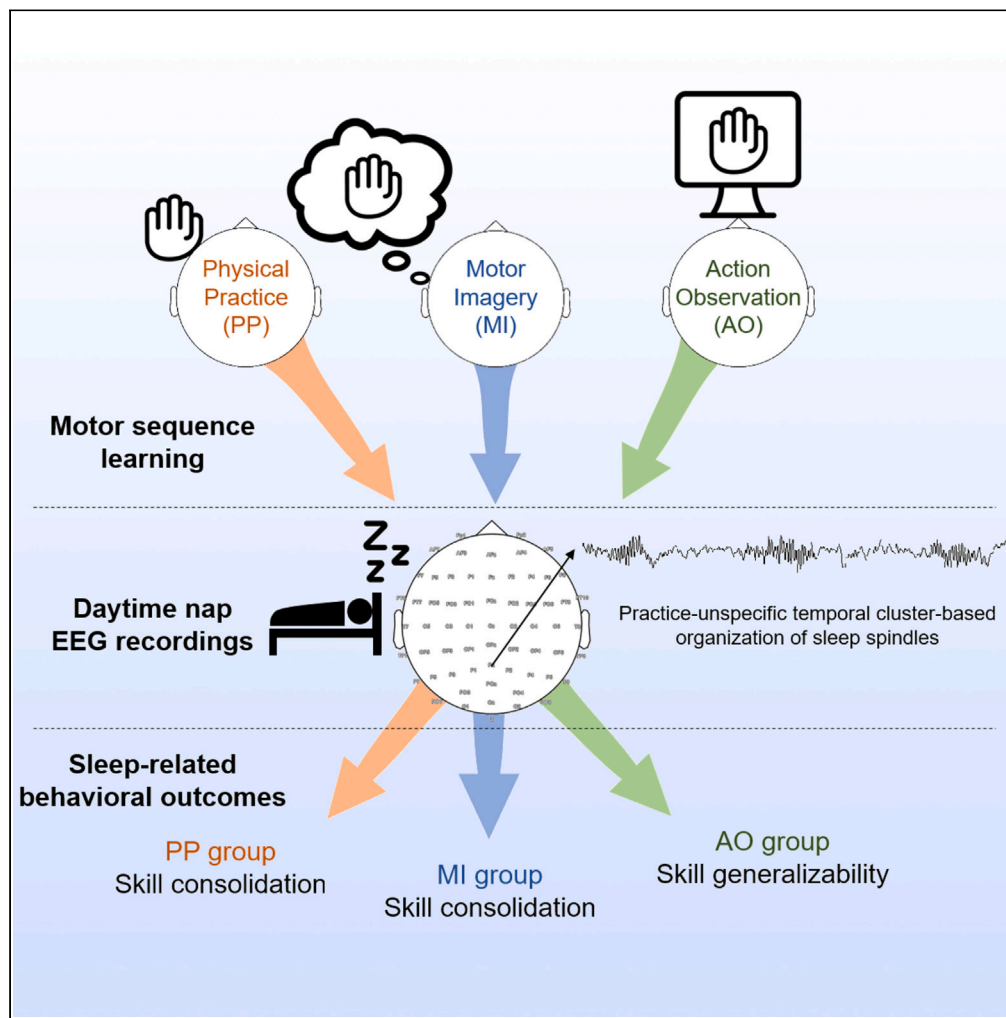 Physical
Practice
(PP)
Motor
Imagery
(MI)
Action
Observation
(AO)
Motor sequence
learning
Z
Z
Z
Daytime nap
EEG recordings
Practice-unspecific temporal cluster-based
organization of sleep spindles
Sleep-related
behavioral outcomes
PP group
Skill consolidation
MI group
Skill consolidation
AO group
Skill generalizability